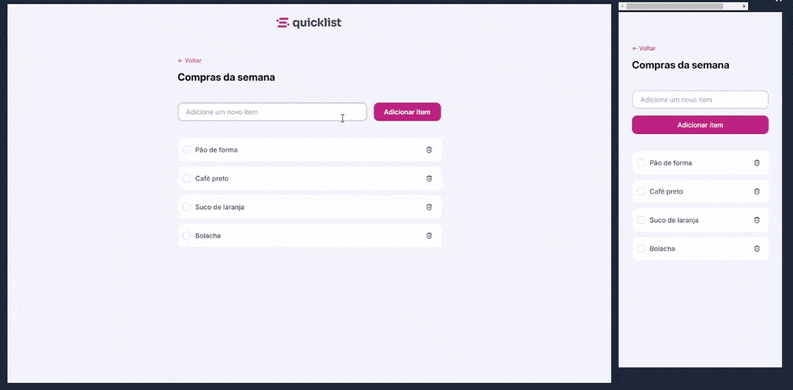 quicklist
← Voltar
Compras da semana
Adicione um novo item
Adicionar item
Pão de forma
Café preto
Suco de laranja
Bolacha
← Voltar
Compras da semana
Adicione um novo item
Adicionar item
Pão de forma
Café preto
Suco de laranja
Bolacha